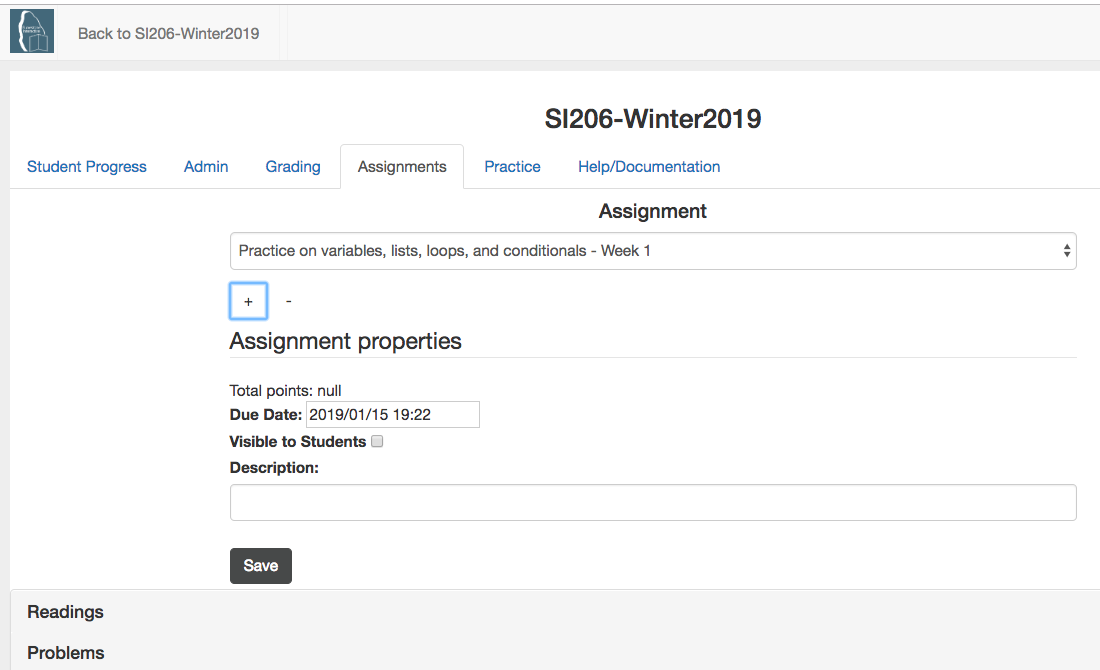 Back to SI206-Winter2019
SI206-Winter2019
Student Progress Admin Grading Assignments Practice Help/Documentation
Assignment
Practice on variables, lists, loops, and conditionals - Week 1
+ -
Assignment properties
Total points: null
Due Date: 2019/01/15 19:22
Visible to Students
Description:
Save
Readings
Problems